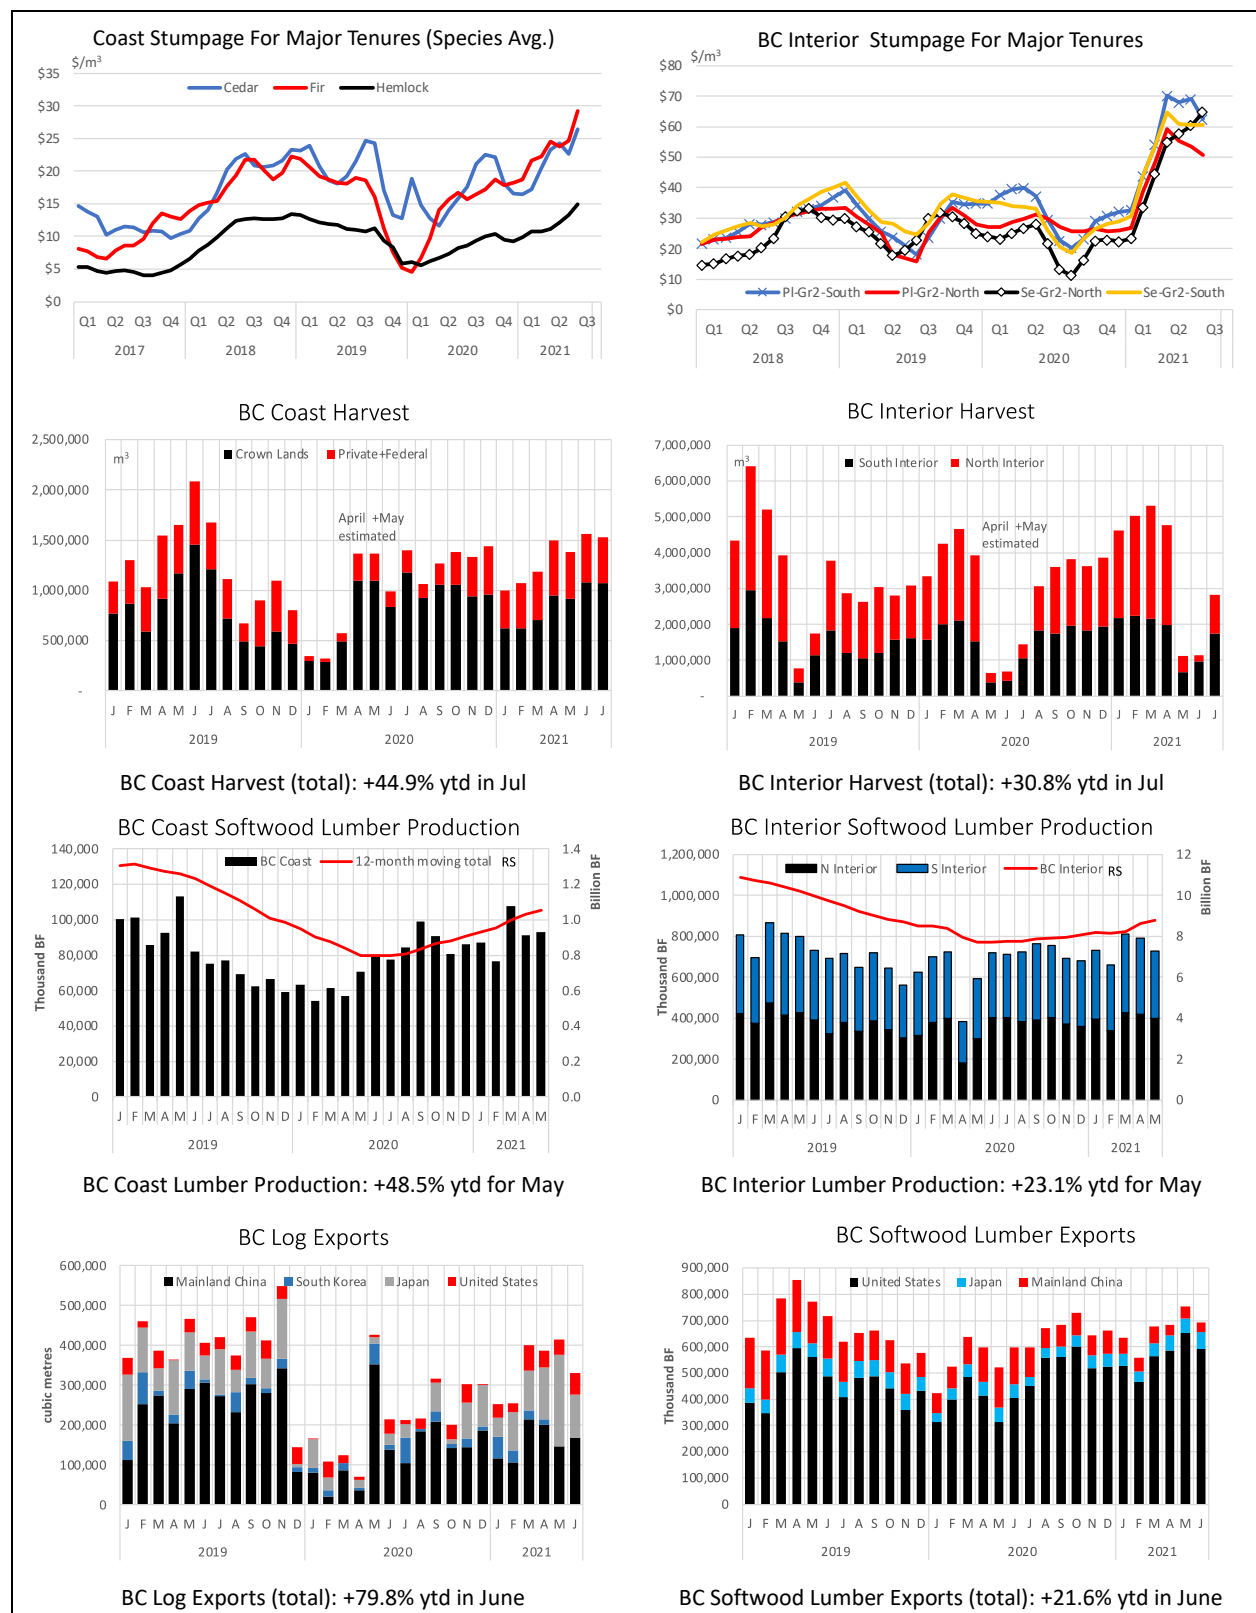 Coast Stumpage For Major Tenures (Species Avg.)
$/m³
$35
$30
$25
$20
$15
$10
$5
$0
Cedar Fir Hemlock
Q1 Q2 Q3 Q4 Q1 Q2 Q3 Q4 Q1 Q2 Q3 Q4 Q1 Q2 Q3 Q4 Q1 Q2 Q3
2017 2018 2019 2020 2021
BC Interior Stumpage For Major Tenures
$/m³
$80
$70
$60
$50
$40
$30
$20
$10
$0
Pl-Gr2-South Pl-Gr2-North Se-Gr2-North Se-Gr2-South
Q1 Q2 Q3 Q4 Q1 Q2 Q3 Q4 Q1 Q2 Q3 Q4 Q1 Q2 Q3
2018 2019 2020 2021
BC Coast Harvest
2,500,000
2,000,000
1,500,000
1,000,000
500,000
-
m³
Crown Lands Private+Federal
April +May
estimated
J F M A M J J A S O N D J F M A M J J A S O N D J F M A M J J
2019 2020 2021
BC Coast Harvest (total): +44.9% ytd in Jul
BC Interior Harvest
7,000,000
6,000,000
5,000,000
4,000,000
3,000,000
2,000,000
1,000,000
-
m³
South Interior North Interior
April +May
estimated
J F M A M J J A S O N D J F M A M J J A S O N D J F M A M J J
2019 2020 2021
BC Interior Harvest (total): +30.8% ytd in Jul
BC Coast Softwood Lumber Production
140,000
120,000
100,000
80,000
60,000
40,000
20,000
0
Thousand BF
BC Coast 12-month moving total RS
1.4
1.2
1.0
0.8
0.6
0.4
0.2
0.0
Billion BF
J F M A M J J A S O N D J F M A M J J A S O N D J F M A M
2019 2020 2021
BC Coast Lumber Production: +48.5% ytd for May
BC Interior Softwood Lumber Production
1,200,000
1,000,000
800,000
600,000
400,000
200,000
0
Thousand BF
N Interior S Interior BC Interior RS
12
10
8
6
4
2
0
Billion BF
J F M A M J J A S O N D J F M A M J J A S O N D J F M A M
2019 2020 2021
BC Interior Lumber Production: +23.1% ytd for May
BC Log Exports
600,000
500,000
400,000
300,000
200,000
100,000
0
cubic metres
Mainland China South Korea Japan United States
J F M A M J J A S O N D J F M A M J J A S O N D J F M A M J
2019 2020 2021
BC Log Exports (total): +79.8% ytd in June
BC Softwood Lumber Exports
900,000
800,000
700,000
600,000
500,000
400,000
300,000
200,000
100,000
0
Thousand BF
United States Japan Mainland China
J F M A M J J A S O N D J F M A M J J A S O N D J F M A M J
2019 2020 2021
BC Softwood Lumber Exports (total): +21.6% ytd in June